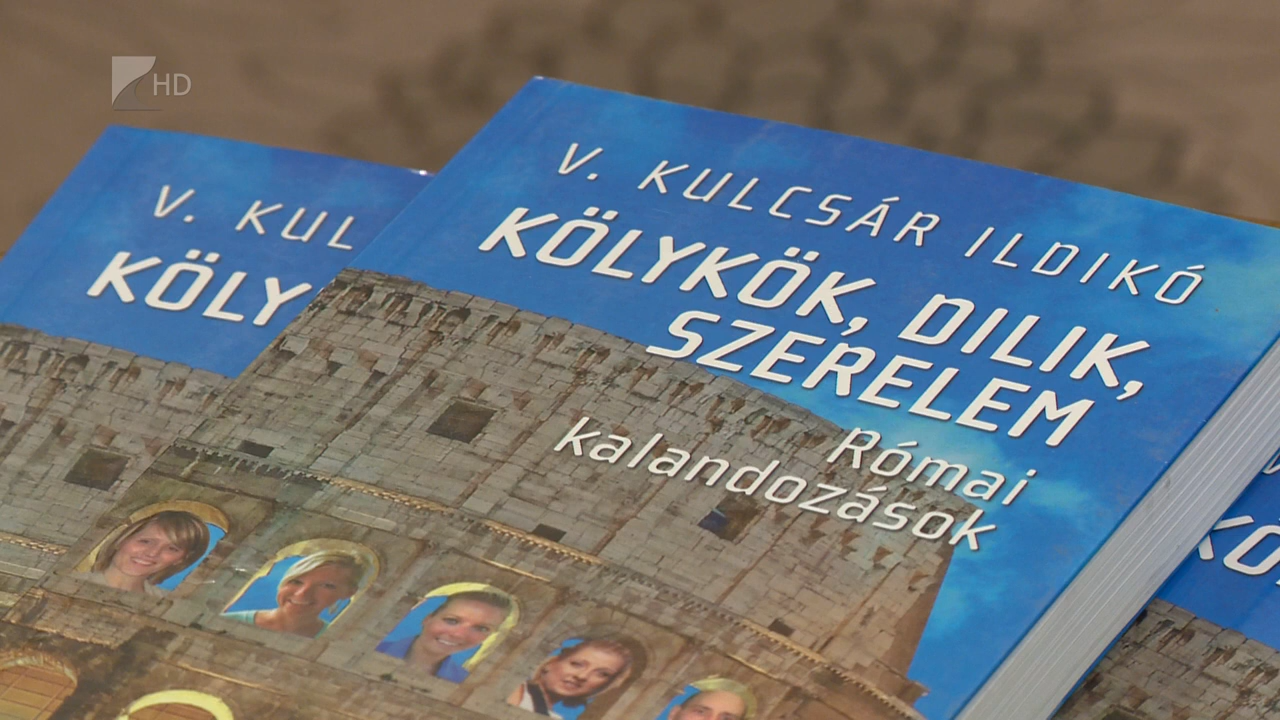 HD
V. KULCSÁR ILDIKÓ
KÖLYKÖK, DILIK,
SZERELEM
Római
kalandozások
V. KUL
KÖLY
KÖ